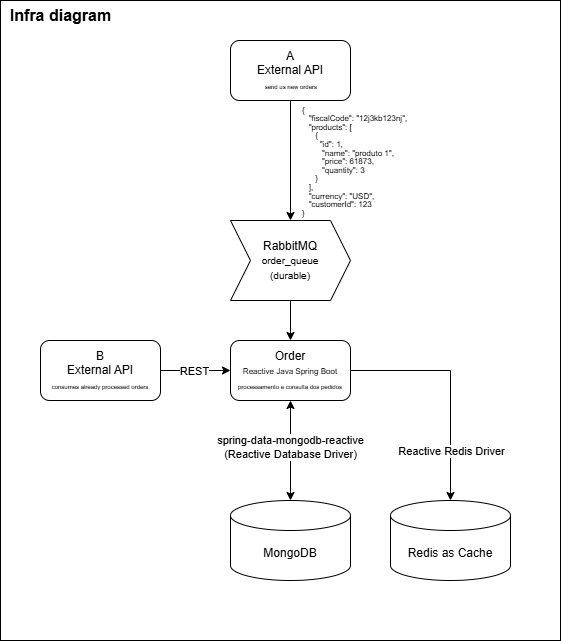 Infra diagram
A
External API
send us new orders
{
"fiscalCode": "12j3kb123nj",
"products": [
{
"id": 1,
"name": "produto 1",
"price": 61873,
"quantity": 3
}
],
"currency": "USD",
"customerId": 123
}
RabbitMQ
order_queue
(durable)
B
External API
consumes already processed orders
REST
Order
Reactive Java Spring Boot
processamento e consulta dos pedidos
spring-data-mongodb-reactive
(Reactive Database Driver)
Reactive Redis Driver
MongoDB
Redis as Cache